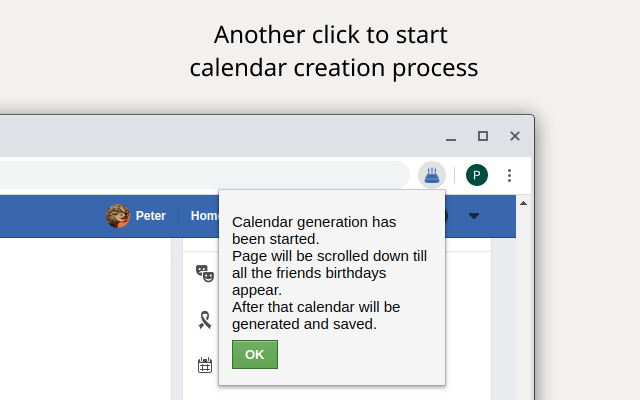 Another click to start
calendar creation process
P
Peter
Home
Calendar generation has
been started.
Page will be scrolled down till
all the friends birthdays
appear.
After that calendar will be
generated and saved.
OK